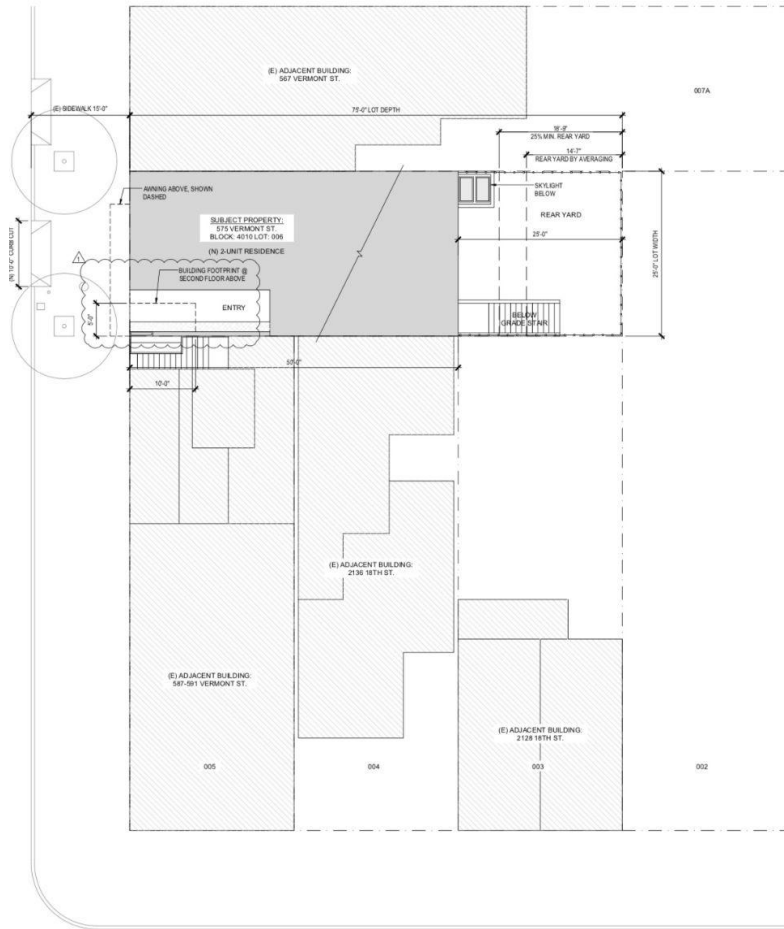 (E) ADJACENT BUILDING:
567 VERMONT ST.
007A
(E) SIDEWALK 15'-0"
75'-0" LOT DEPTH
18'-9"
25% MIN. REAR YARD
14'-7"
REAR YARD BY AVERAGING
AWNING ABOVE, SHOWN
DASHED
SKYLIGHT
BELOW
SUBJECT PROPERTY:
575 VERMONT ST.
BLOCK: 4010 LOT: 006
(N) 2-UNIT RESIDENCE
REAR YARD
25'-0"
25'-0" LOT WIDTH
(N) 10'-6" CURB CUT
1
BUILDING FOOTPRINT @
SECOND FLOOR ABOVE
ENTRY
5'-0"
BELOW
GRADE STAIR
50'-0"
10'-0"
(E) ADJACENT BUILDING:
2136 18TH ST.
(E) ADJACENT BUILDING:
587-591 VERMONT ST.
(E) ADJACENT BUILDING:
2128 18TH ST.
005
004
003
002